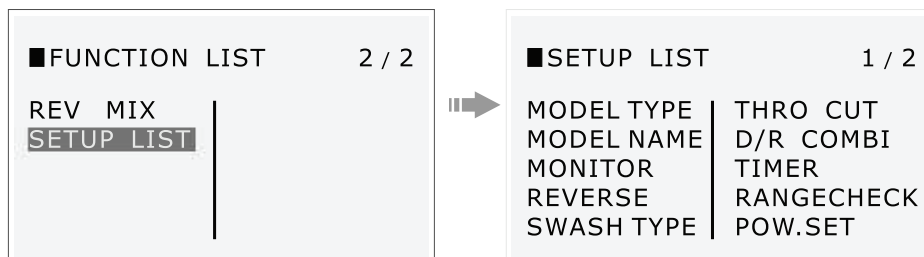 ■FUNCTION LIST 2 / 2
REV MIX
SETUP LIST
■SETUP LIST 1 / 2
MODEL TYPE THRO CUT
MODEL NAME D/R COMBI
MONITOR TIMER
REVERSE RANGECHECK
SWASH TYPE POW.SET